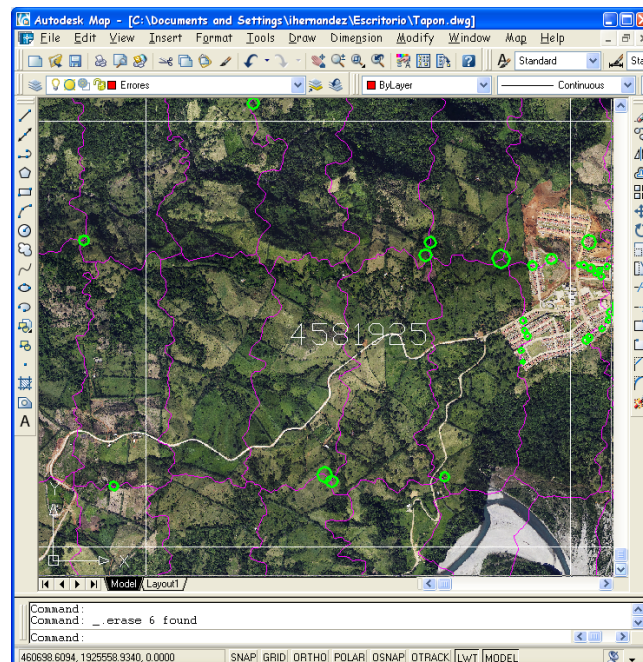 Autodesk Map - [C:\Documents and Settings\ihernandez\Escritorio\Tapon.dwg]
File Edit View Insert Format Tools Draw Dimension Modify Window Map Help
Standard
Errores
ByLayer
Continuous
4581925
Y
X
Model Layout1
Command:
Command: _.erase 6 found
Command:
460698.6094, 1925558.9340, 0.0000 SNAP GRID ORTHO POLAR OSNAP OTRACK LWT MODEL